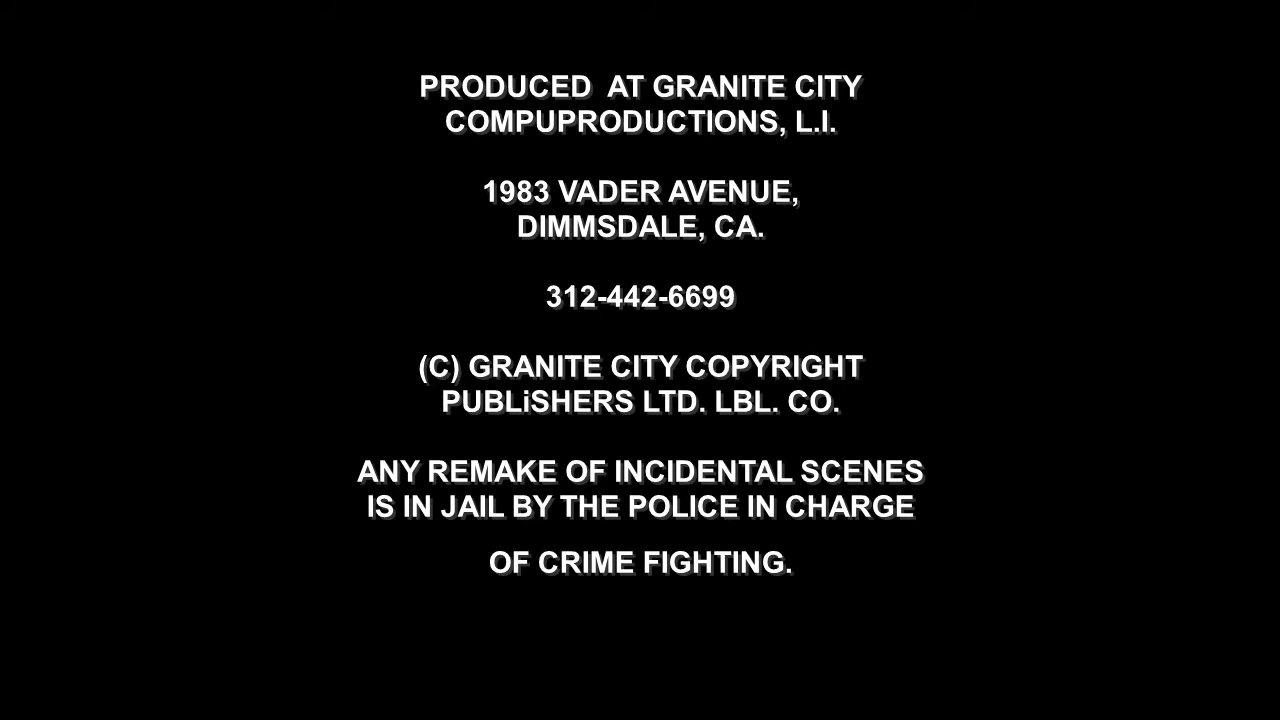 PRODUCED  AT GRANITE CITY
COMPUPRODUCTIONS, L.I.
1983 VADER AVENUE,
DIMMSDALE, CA.
312-442-6699
(C) GRANITE CITY COPYRIGHT
PUBLiSHERS LTD. LBL. CO.
ANY REMAKE OF INCIDENTAL SCENES
IS IN JAIL BY THE POLICE IN CHARGE
OF CRIME FIGHTING.